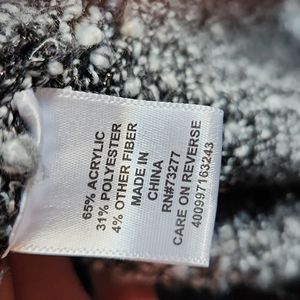 65% ACRYLIC
31% POLYESTER
4% OTHER FIBER
MADE IN
CHINA
RN#73277
CARE ON REVERSE
400997163243